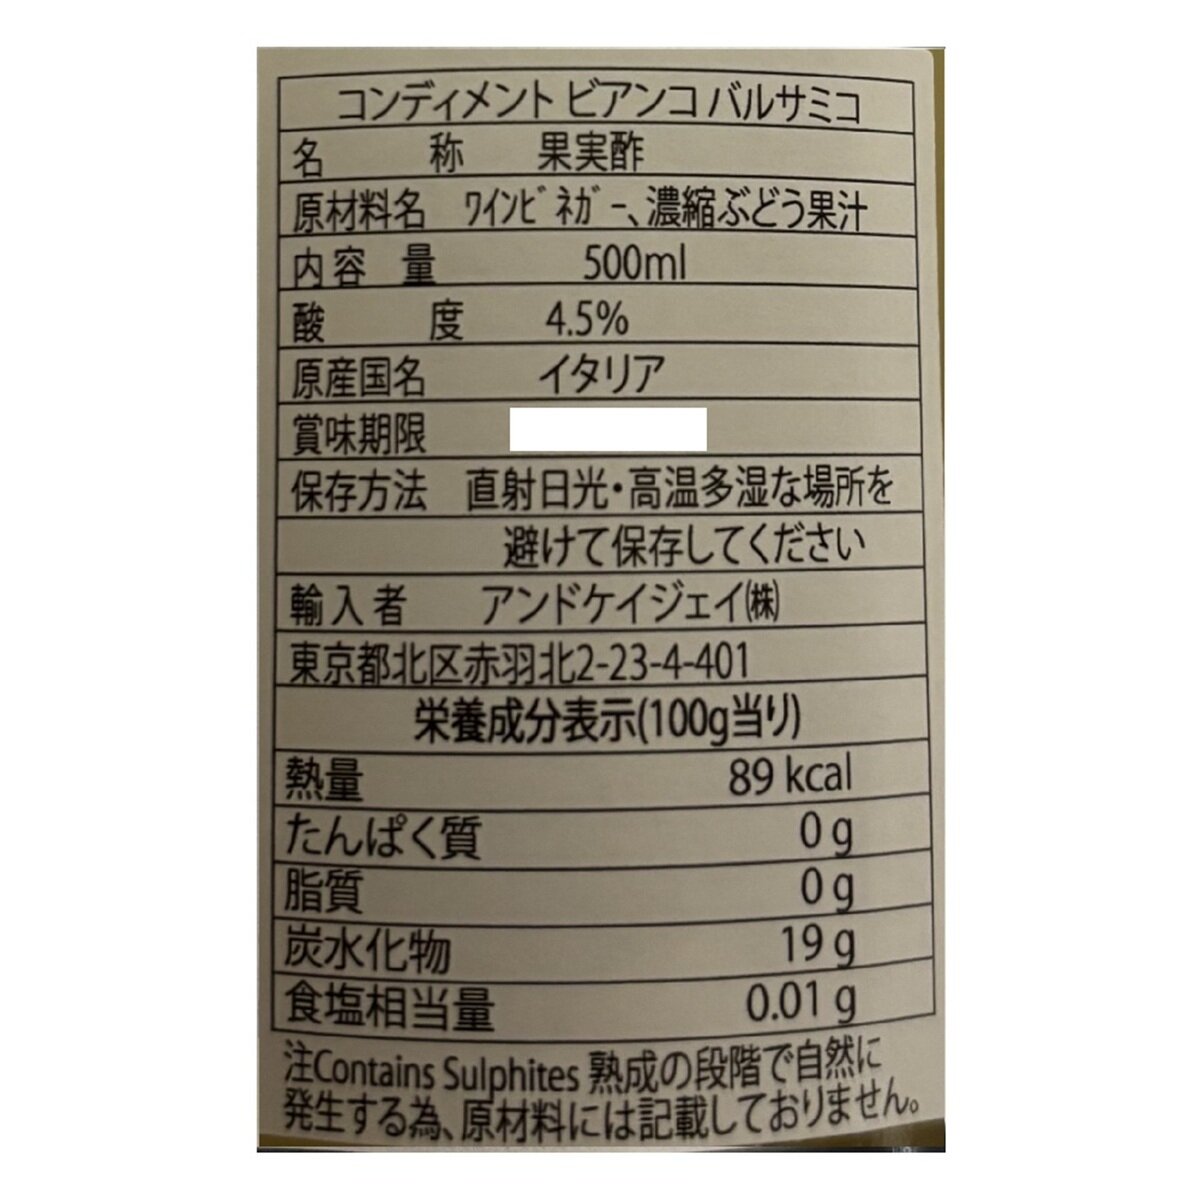 コンディメント ビアンコ バルサミコ
名 称 果実酢
原材料名 ﾜｲﾝﾋﾞﾈｶﾞｰ、濃縮ぶどう果汁
内容量 500ml
酸 度 4.5%
原産国名 イタリア
賞味期限
保存方法 直射日光・高温多湿な場所を
避けて保存してください
輸入者 アンドケイジェイ㈱
東京都北区赤羽北2-23-4-401
栄養成分表示(100g当り)
熱量 89 kcal
たんぱく質 0 g
脂質 0 g
炭水化物 19 g
食塩相当量 0.01 g
注Contains Sulphites 熟成の段階で自然に
発生する為、原材料には記載しておりません。